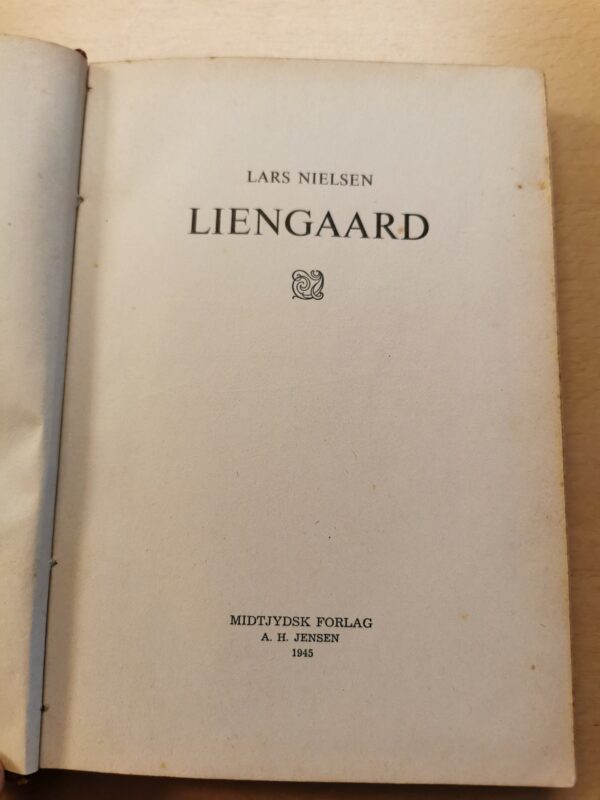 LARS NIELSEN
LIENGAARD
MIDTJYDSK FORLAG
A. H. JENSEN
1945